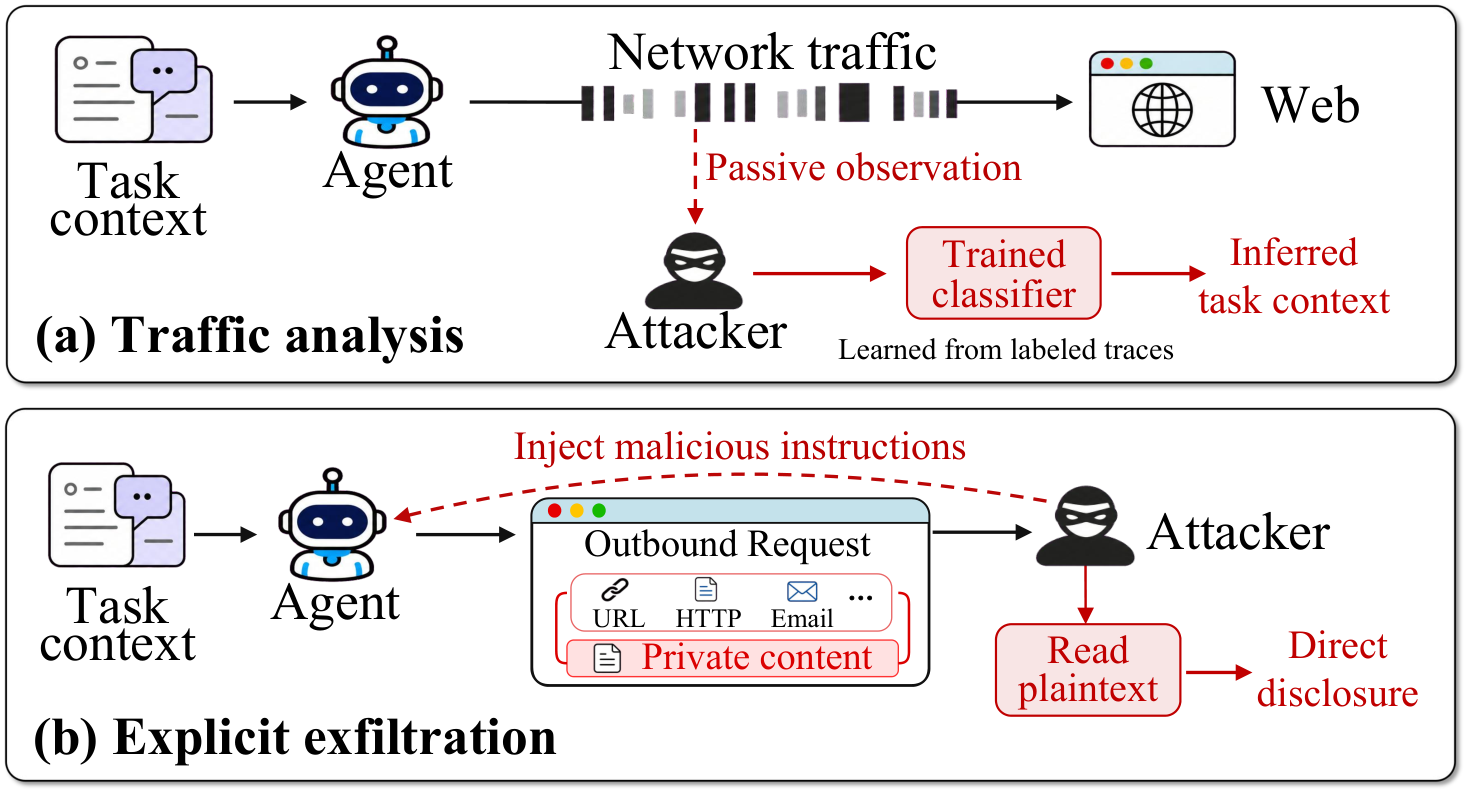 Network traffic
Task
context
Agent
Web
Passive observation
Attacker
Trained
classifier
Inferred
task context
Learned from labeled traces
(a) Traffic analysis
Inject malicious instructions
Task
context
Agent
Outbound Request
URL HTTP Email ...
Private content
Attacker
Read
plaintext
Direct
disclosure
(b) Explicit exfiltration